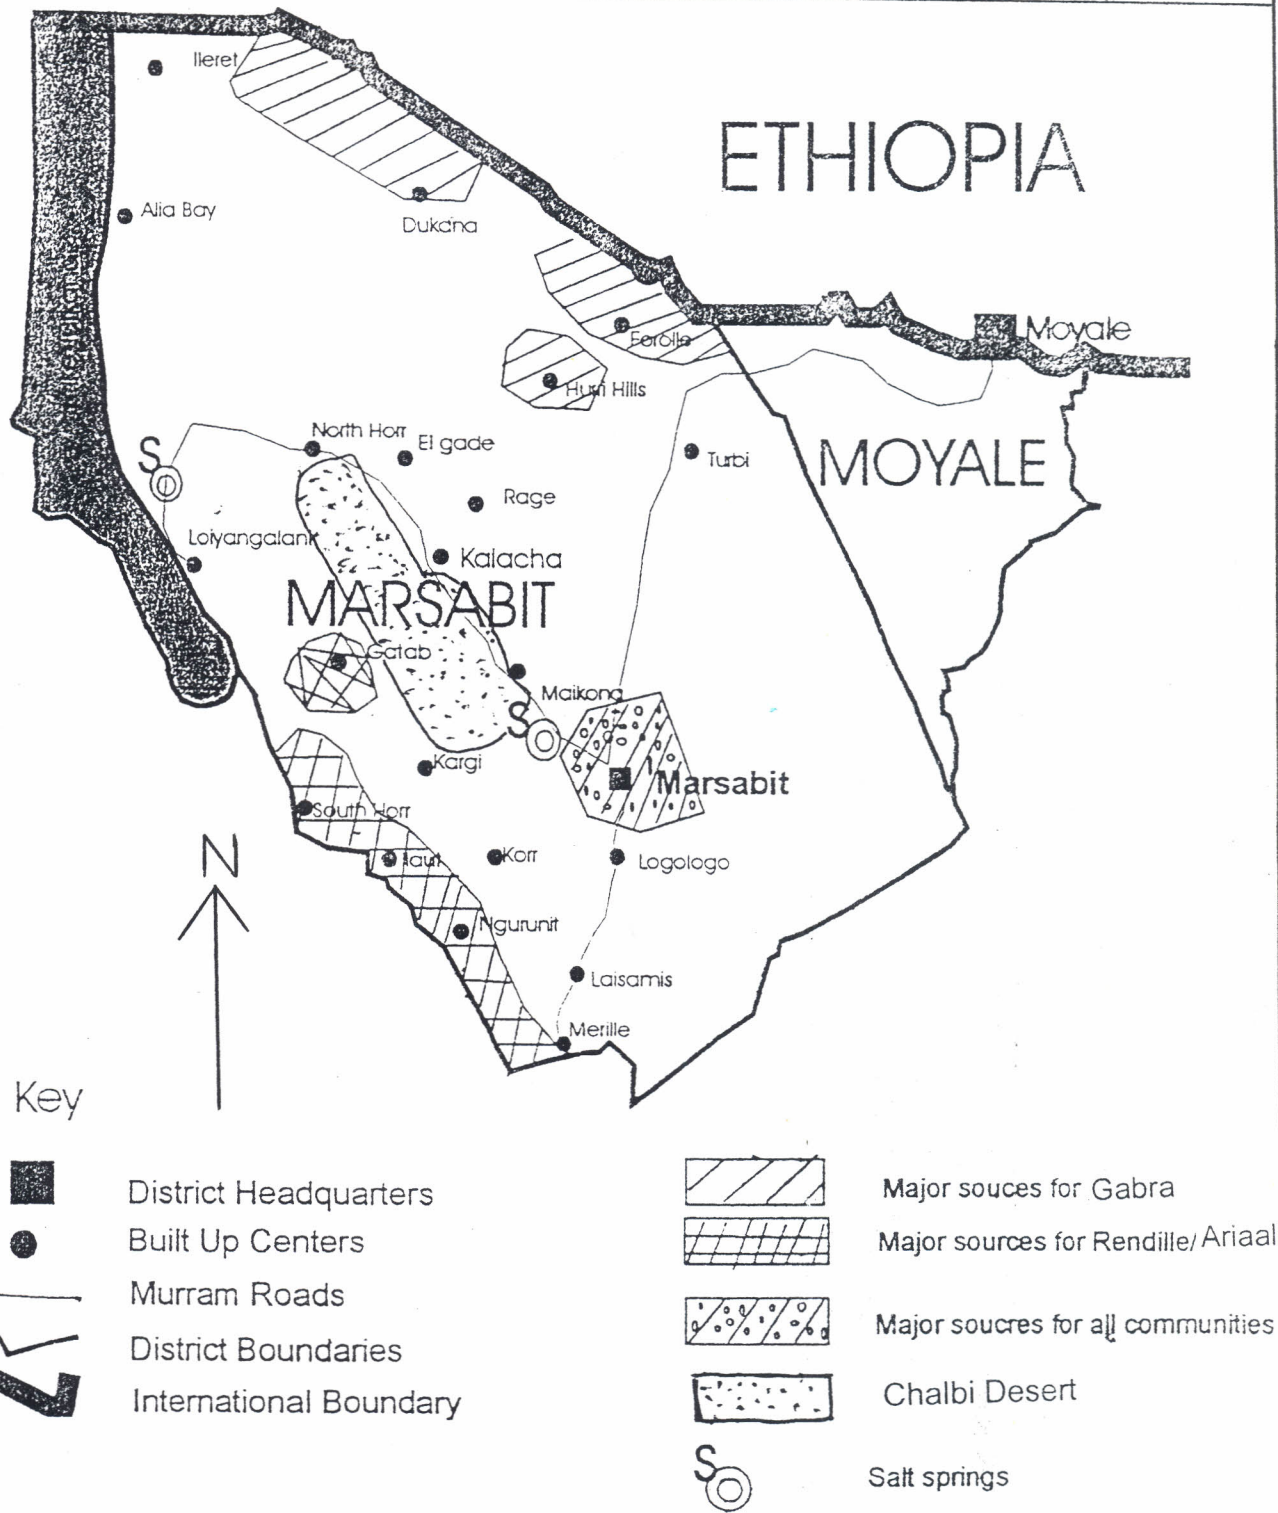 Ileret
ETHIOPIA
Alia Bay
Dukana
Moyale
Forolle
Hurri Hills
North Horr
El gade
S
Turbi
MOYALE
Rage
Loiyangalani
Kalacha
MARSABIT
Gatab
Maikona
S
Kargi
Marsabit
South Horr
N
Ilaut
Korr
Logologo
Ngurunit
Laisamis
Merille
Key
District Headquarters
Built Up Centers
Murram Roads
District Boundaries
International Boundary
Major souces for Gabra
Major sources for Rendille/Ariaal
Major soucres for all communities
Chalbi Desert
S
Salt springs